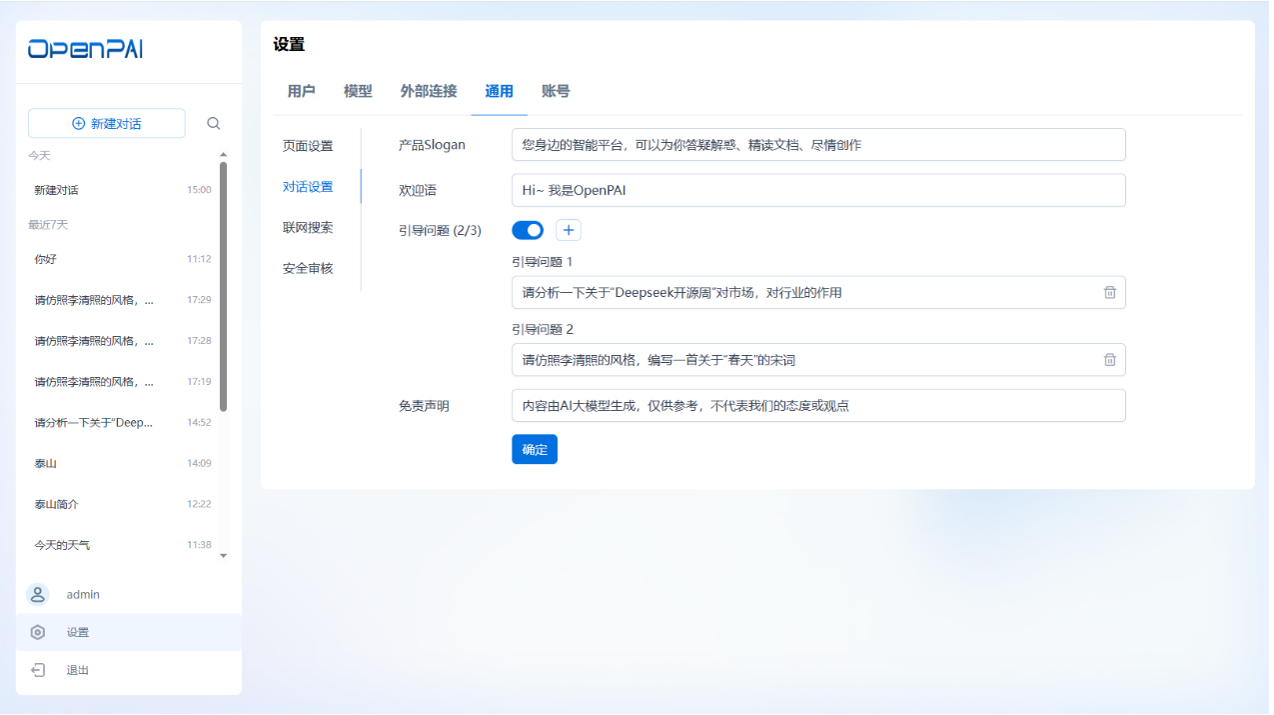 OpenPAI
新建对话
今天
新建对话 15:00
最近7天
你好 11:12
请仿照李清照的风格，... 17:29
请仿照李清照的风格，... 17:28
请仿照李清照的风格，... 17:19
请分析一下关于“Deep... 14:52
泰山 14:09
泰山简介 12:22
今天的天气 11:38
admin
设置
退出
设置
用户 模型 外部连接 通用 账号
页面设置
对话设置
联网搜索
安全审核
产品Slogan 您身边的智能平台，可以为你答疑解惑、精读文档、尽情创作
欢迎语 Hi~ 我是OpenPAI
引导问题 (2/3)
引导问题 1
请分析一下关于“Deepseek开源周”对市场，对行业的作用
引导问题 2
请仿照李清照的风格，编写一首关于“春天”的宋词
免责声明 内容由AI大模型生成，仅供参考，不代表我们的态度或观点
确定